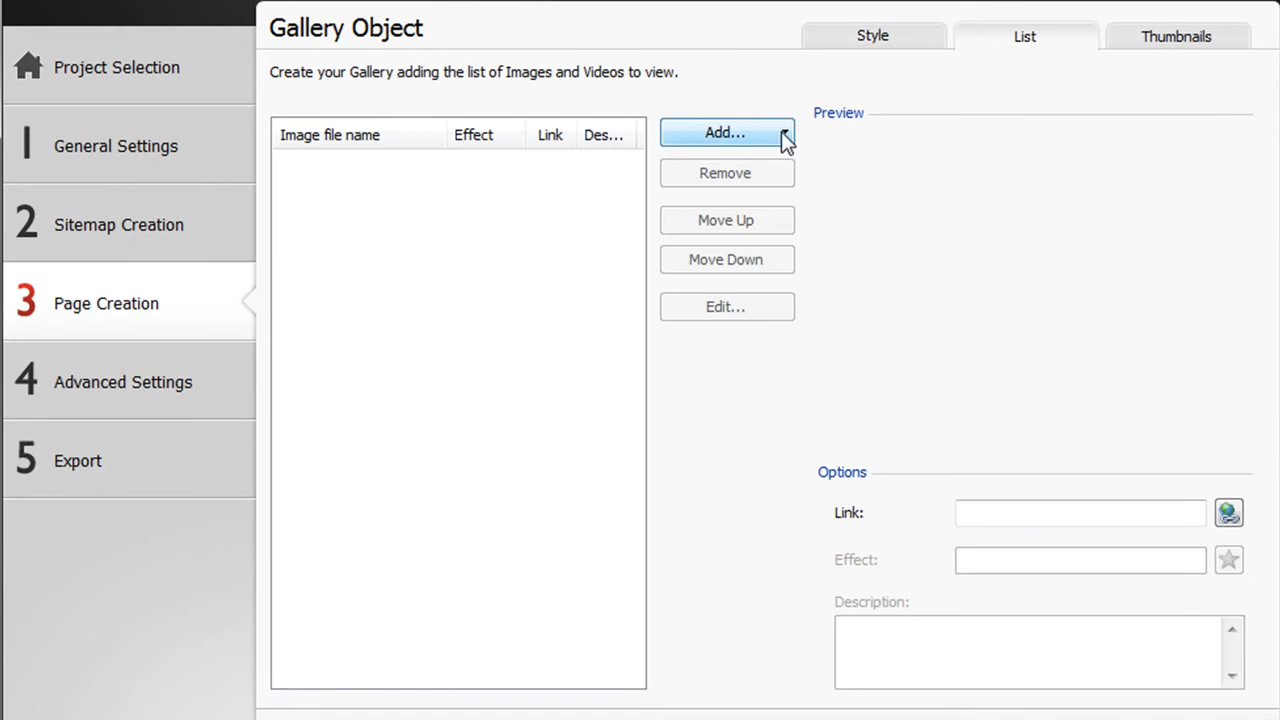 Gallery Object
Style
List
Thumbnails
Project Selection
Create your Gallery adding the list of Images and Videos to view.
Image file name Effect Link Des...
Add...
Preview
1 General Settings
Remove
Move Up
2 Sitemap Creation
Move Down
3 Page Creation
Edit...
4 Advanced Settings
5 Export
Options
Link:
Effect:
Description: